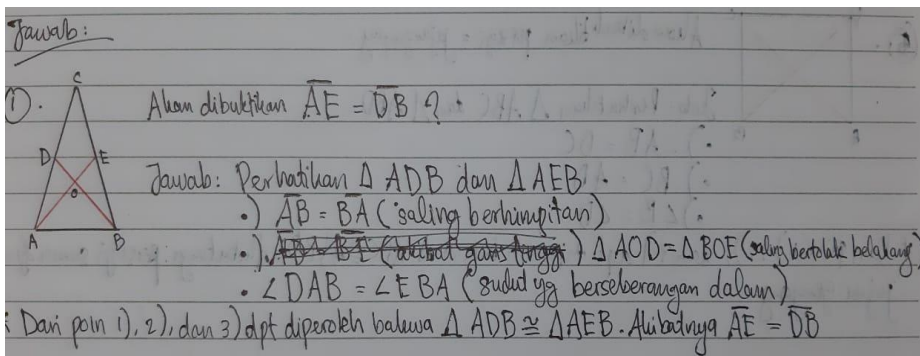 Jawab:
①.
C
D
E
O
A
B
Akan dibuktikan AE = DB ?
Jawab: Perhatikan Δ ADB dan Δ AEB.
•) AB = BA (saling berhimpitan)
•) Δ AOD = Δ BOE (saling bertolak belakang)
• ∠DAB = ∠EBA (sudut yg berseberangan dalam)
: Dari poin 1), 2), dan 3) dpt diperoleh bahwa Δ ADB ≅ Δ AEB. Akibatnya AE = DB